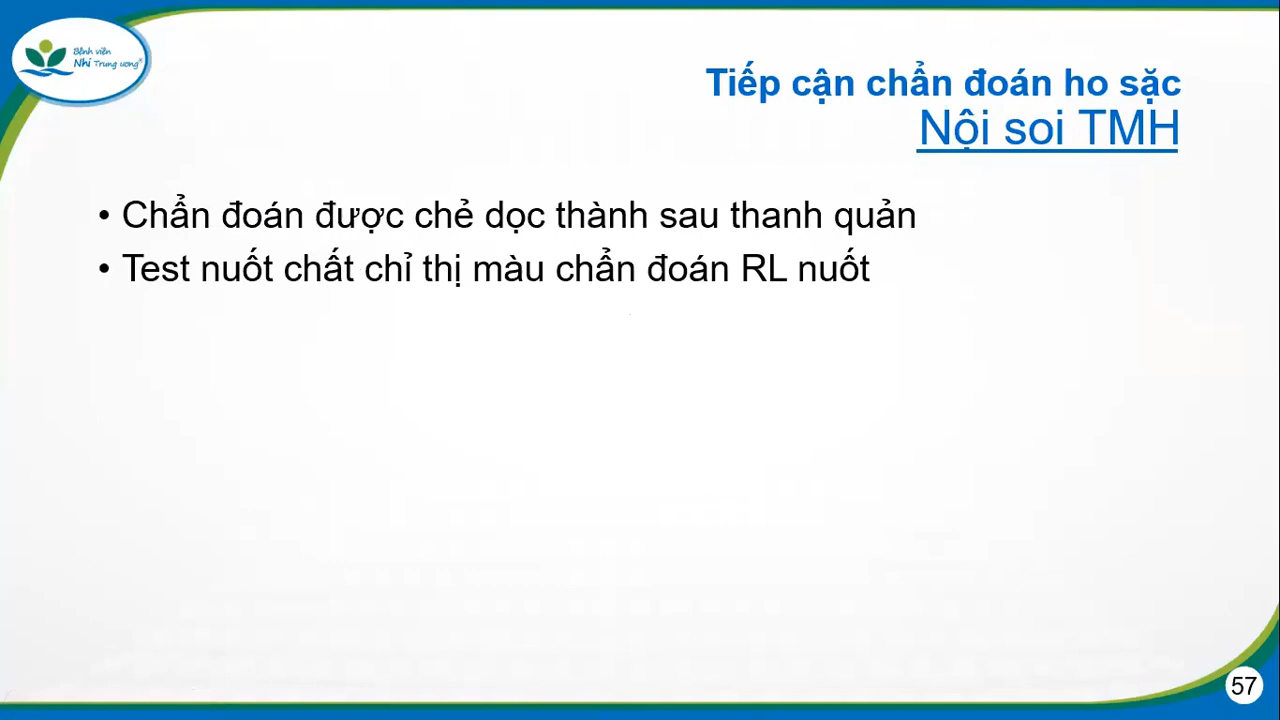 Bệnh viện
Nhi Trung ương®
Tiếp cận chẩn đoán ho sặc
Nội soi TMH
• Chẩn đoán được chẻ dọc thành sau thanh quản
• Test nuốt chất chỉ thị màu chẩn đoán RL nuốt
57